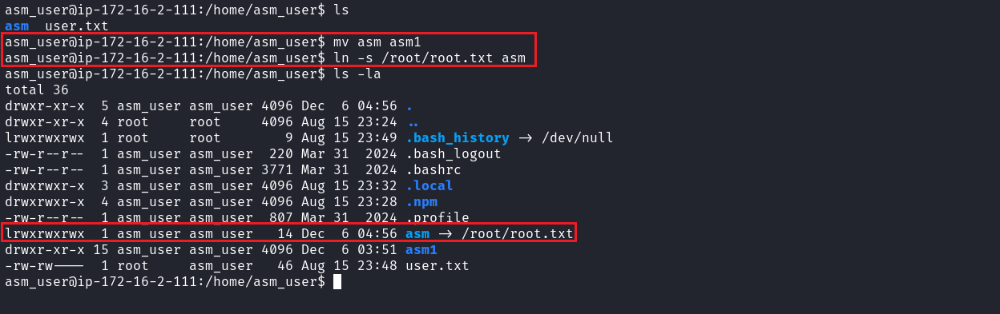 asm_user@ip-172-16-2-111:/home/asm_user$ ls
asm  user.txt
asm_user@ip-172-16-2-111:/home/asm_user$ mv asm asm1
asm_user@ip-172-16-2-111:/home/asm_user$ ln -s /root/root.txt asm
asm_user@ip-172-16-2-111:/home/asm_user$ ls -la
total 36
drwxr-xr-x  5 asm_user asm_user 4096 Dec  6 04:56 .
drwxr-xr-x  4 root     root     4096 Aug 15 23:24 ..
lrwxrwxrwx  1 root     root        9 Aug 15 23:49 .bash_history -> /dev/null
-rw-r--r--  1 asm_user asm_user  220 Mar 31  2024 .bash_logout
-rw-r--r--  1 asm_user asm_user 3771 Mar 31  2024 .bashrc
drwxrwxr-x  3 asm_user asm_user 4096 Aug 15 23:32 .local
drwxrwxr-x  4 asm_user asm_user 4096 Aug 15 23:28 .npm
-rw-r--r--  1 asm_user asm_user  807 Mar 31  2024 .profile
lrwxrwxrwx  1 asm_user asm_user   14 Dec  6 04:56 asm -> /root/root.txt
drwxr-xr-x 15 asm_user asm_user 4096 Dec  6 03:51 asm1
-rw-rw----  1 root     asm_user   46 Aug 15 23:48 user.txt
asm_user@ip-172-16-2-111:/home/asm_user$